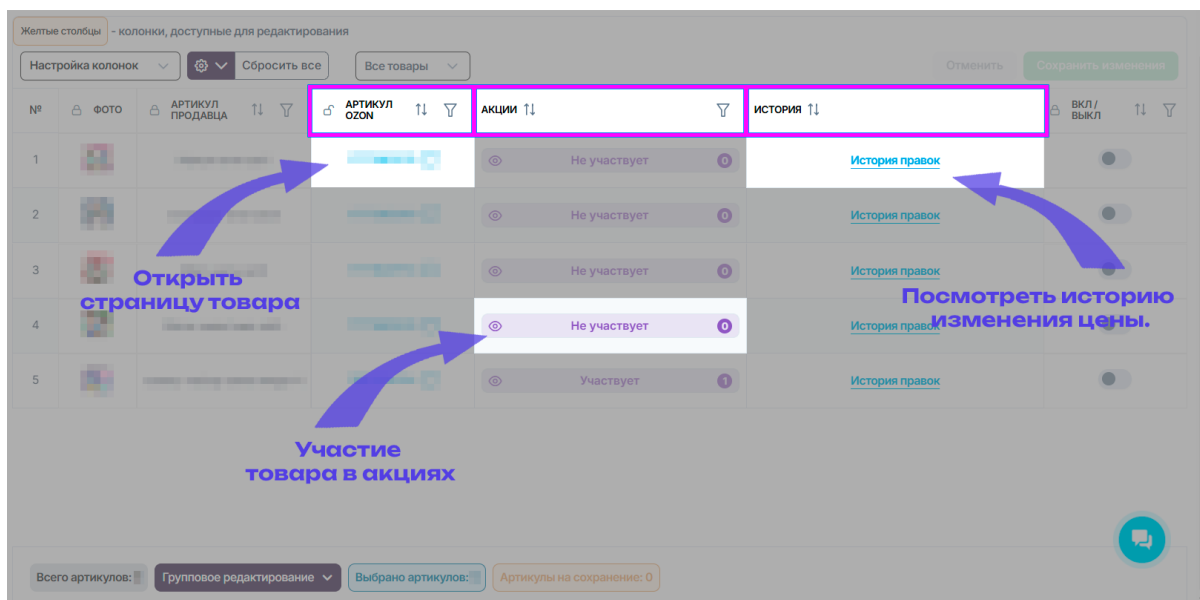 Желтые столбцы - колонки, доступные для редактирования
Настройка колонок Сбросить все Все товары Отменить Сохранить изменения
№ ФОТО АРТИКУЛ ПРОДАВЦА АРТИКУЛ OZON АКЦИИ ИСТОРИЯ ВКЛ / ВЫКЛ
1 Не участвует 0 История правок
2 Не участвует 0 История правок
3 Не участвует 0 История правок
Открыть
страницу товара
Посмотреть историю
изменения цены.
4 Не участвует 0 История правок
5 Участвует 1 История правок
Участие
товара в акциях
Всего артикулов: Групповое редактирование Выбрано артикулов: Артикулы на сохранение: 0